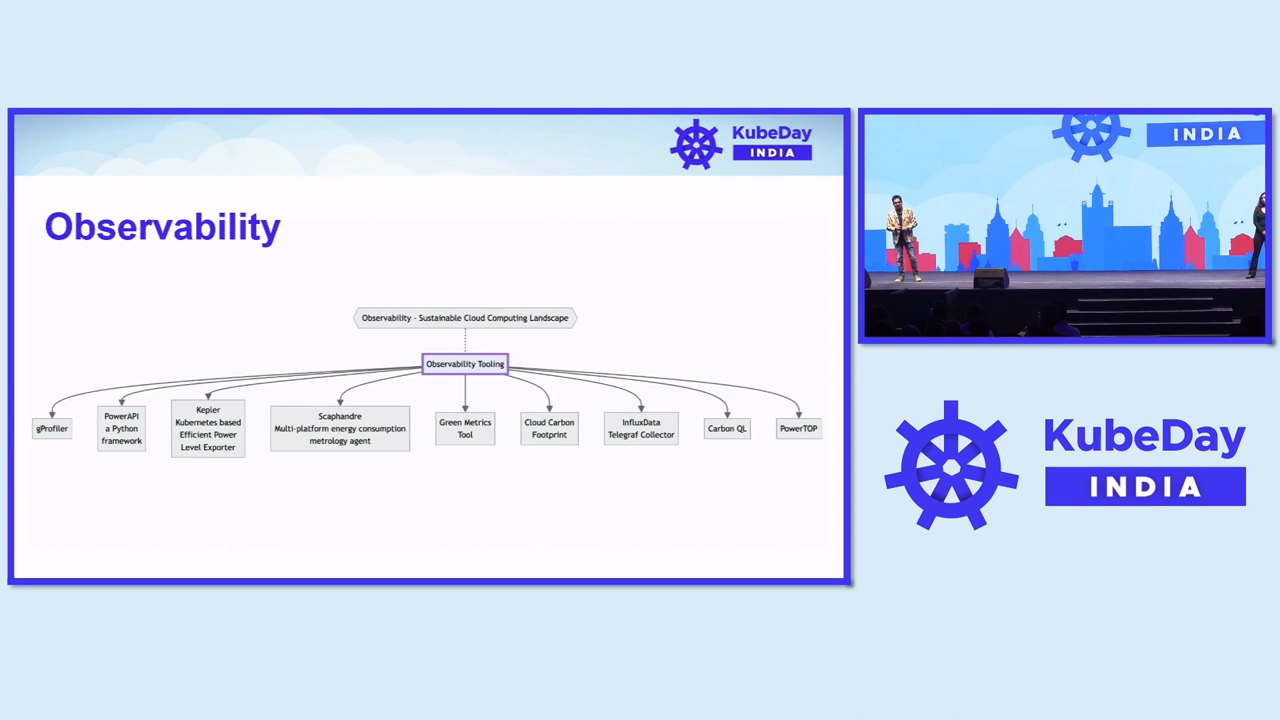 KubeDay
INDIA
Observability
Observability - Sustainable Cloud Computing Landscape
Observability Tooling
gProfiler
PowerAPI
a Python
framework
Kepler
Kubernetes based
Efficient Power
Level Exporter
Scaphandre
Multi-platform energy consumption
metrology agent
Green Metrics
Tool
Cloud Carbon
Footprint
InfluxData
Telegraf Collector
Carbon QL
PowerTOP
INDIA
KubeDay
INDIA